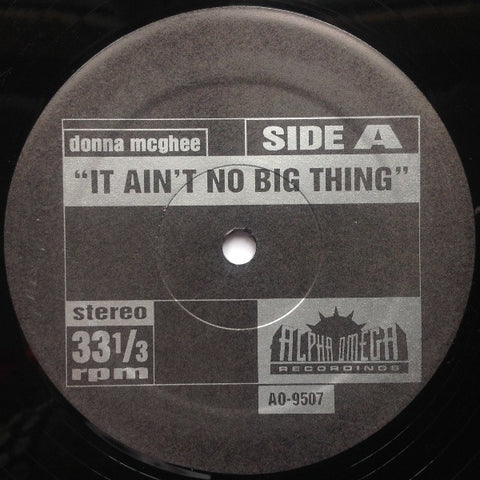 donna mcghee
SIDE A
"IT AIN'T NO BIG THING"
stereo
33 1/3
rpm
ALPHA OMEGA
RECORDINGS
AO-9507